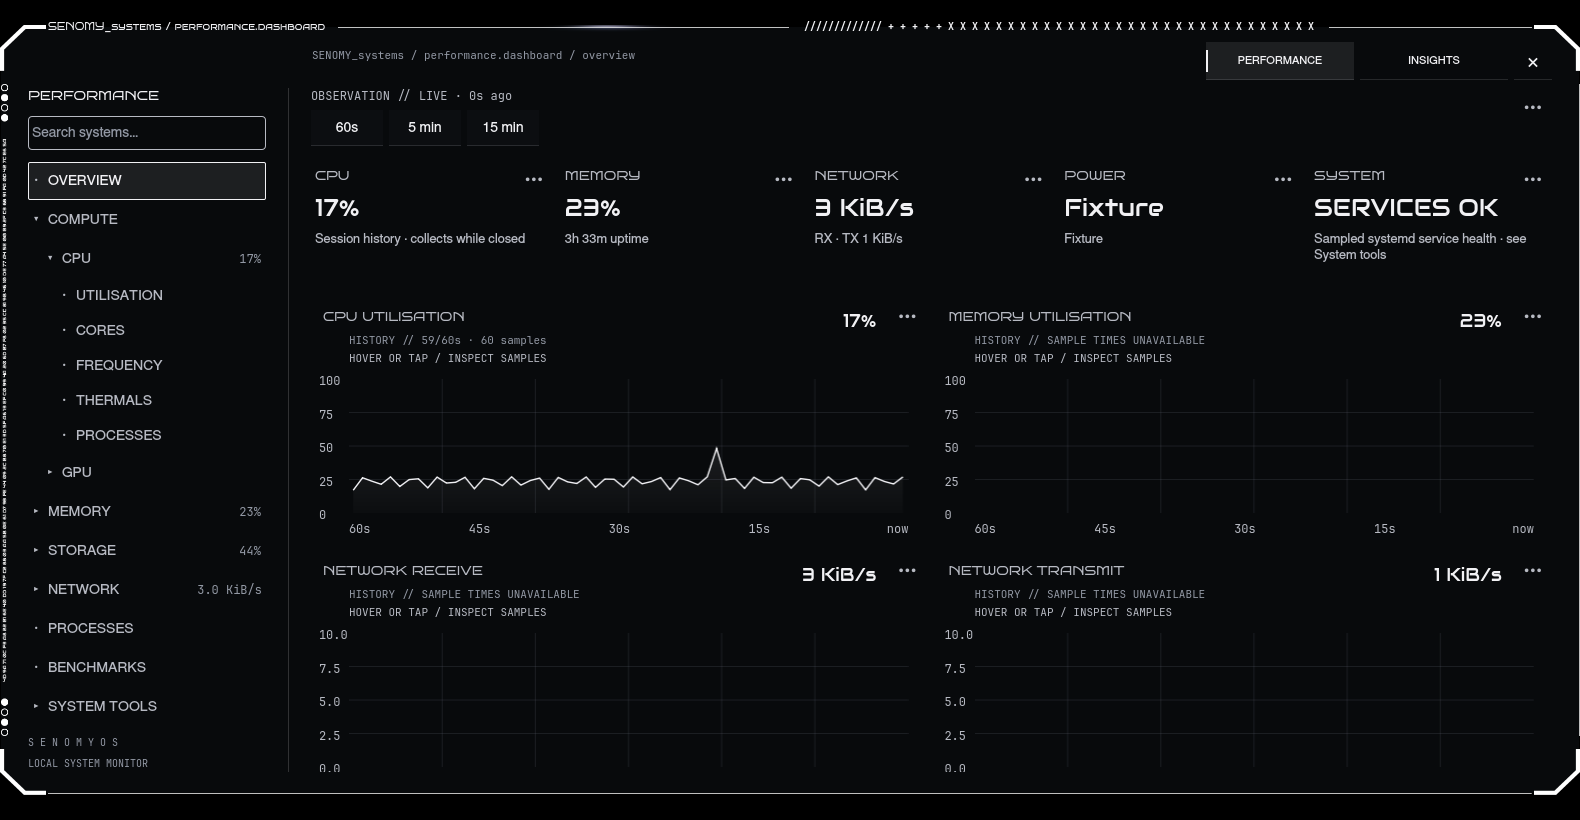 SENOMY_SYSTEMS / PERFORMANCE.DASHBOARD
///////////// + + + + + X X X X X X X X X X X X X X X X X X X X X X X X X X X X X X X
SENOMY_systems / performance.dashboard / overview
PERFORMANCE
INSIGHTS
×
PERFORMANCE
Search systems...
OVERVIEW
COMPUTE
CPU 17%
UTILISATION
CORES
FREQUENCY
THERMALS
PROCESSES
GPU
MEMORY 23%
STORAGE 44%
NETWORK 3.0 KiB/s
PROCESSES
BENCHMARKS
SYSTEM TOOLS
SENOMYOS
LOCAL SYSTEM MONITOR
OBSERVATION // LIVE · 0s ago
60s
5 min
15 min
CPU
17%
Session history · collects while closed
MEMORY
23%
3h 33m uptime
NETWORK
3 KiB/s
RX · TX 1 KiB/s
POWER
Fixture
Fixture
SYSTEM
SERVICES OK
Sampled systemd service health · see
System tools
CPU UTILISATION
17%
HISTORY // 59/60s · 60 samples
HOVER OR TAP / INSPECT SAMPLES
100
75
50
25
0
60s 45s 30s 15s now
MEMORY UTILISATION
23%
HISTORY // SAMPLE TIMES UNAVAILABLE
HOVER OR TAP / INSPECT SAMPLES
100
75
50
25
0
60s 45s 30s 15s now
NETWORK RECEIVE
3 KiB/s
HISTORY // SAMPLE TIMES UNAVAILABLE
HOVER OR TAP / INSPECT SAMPLES
10.0
7.5
5.0
2.5
0.0
NETWORK TRANSMIT
1 KiB/s
HISTORY // SAMPLE TIMES UNAVAILABLE
HOVER OR TAP / INSPECT SAMPLES
10.0
7.5
5.0
2.5
0.0